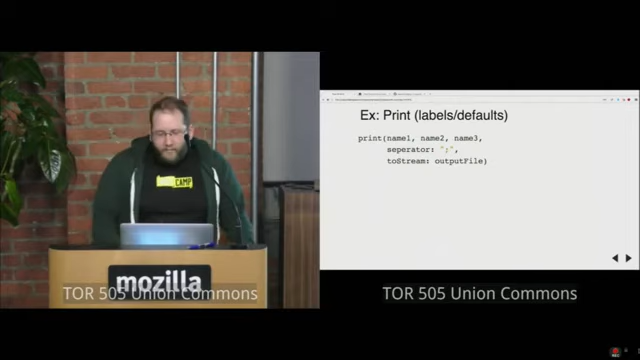 CAMP
mozilla
TOR 505 Union Commons
Ex: Print (labels/defaults)
print(name1, name2, name3,
seperator: ";",
toStream: outputFile)
TOR 505 Union Commons